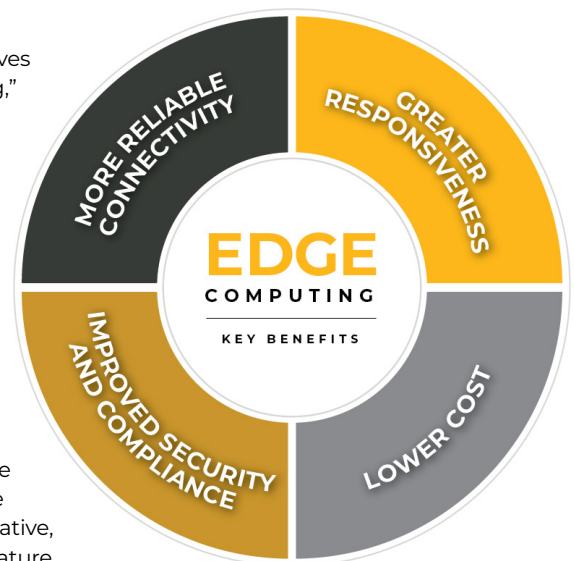 MORE RELIABLE
CONNECTIVITY
GREATER
RESPONSIVENESS
EDGE
COMPUTING
KEY BENEFITS
IMPROVED SECURITY
AND COMPLIANCE
LOWER COST